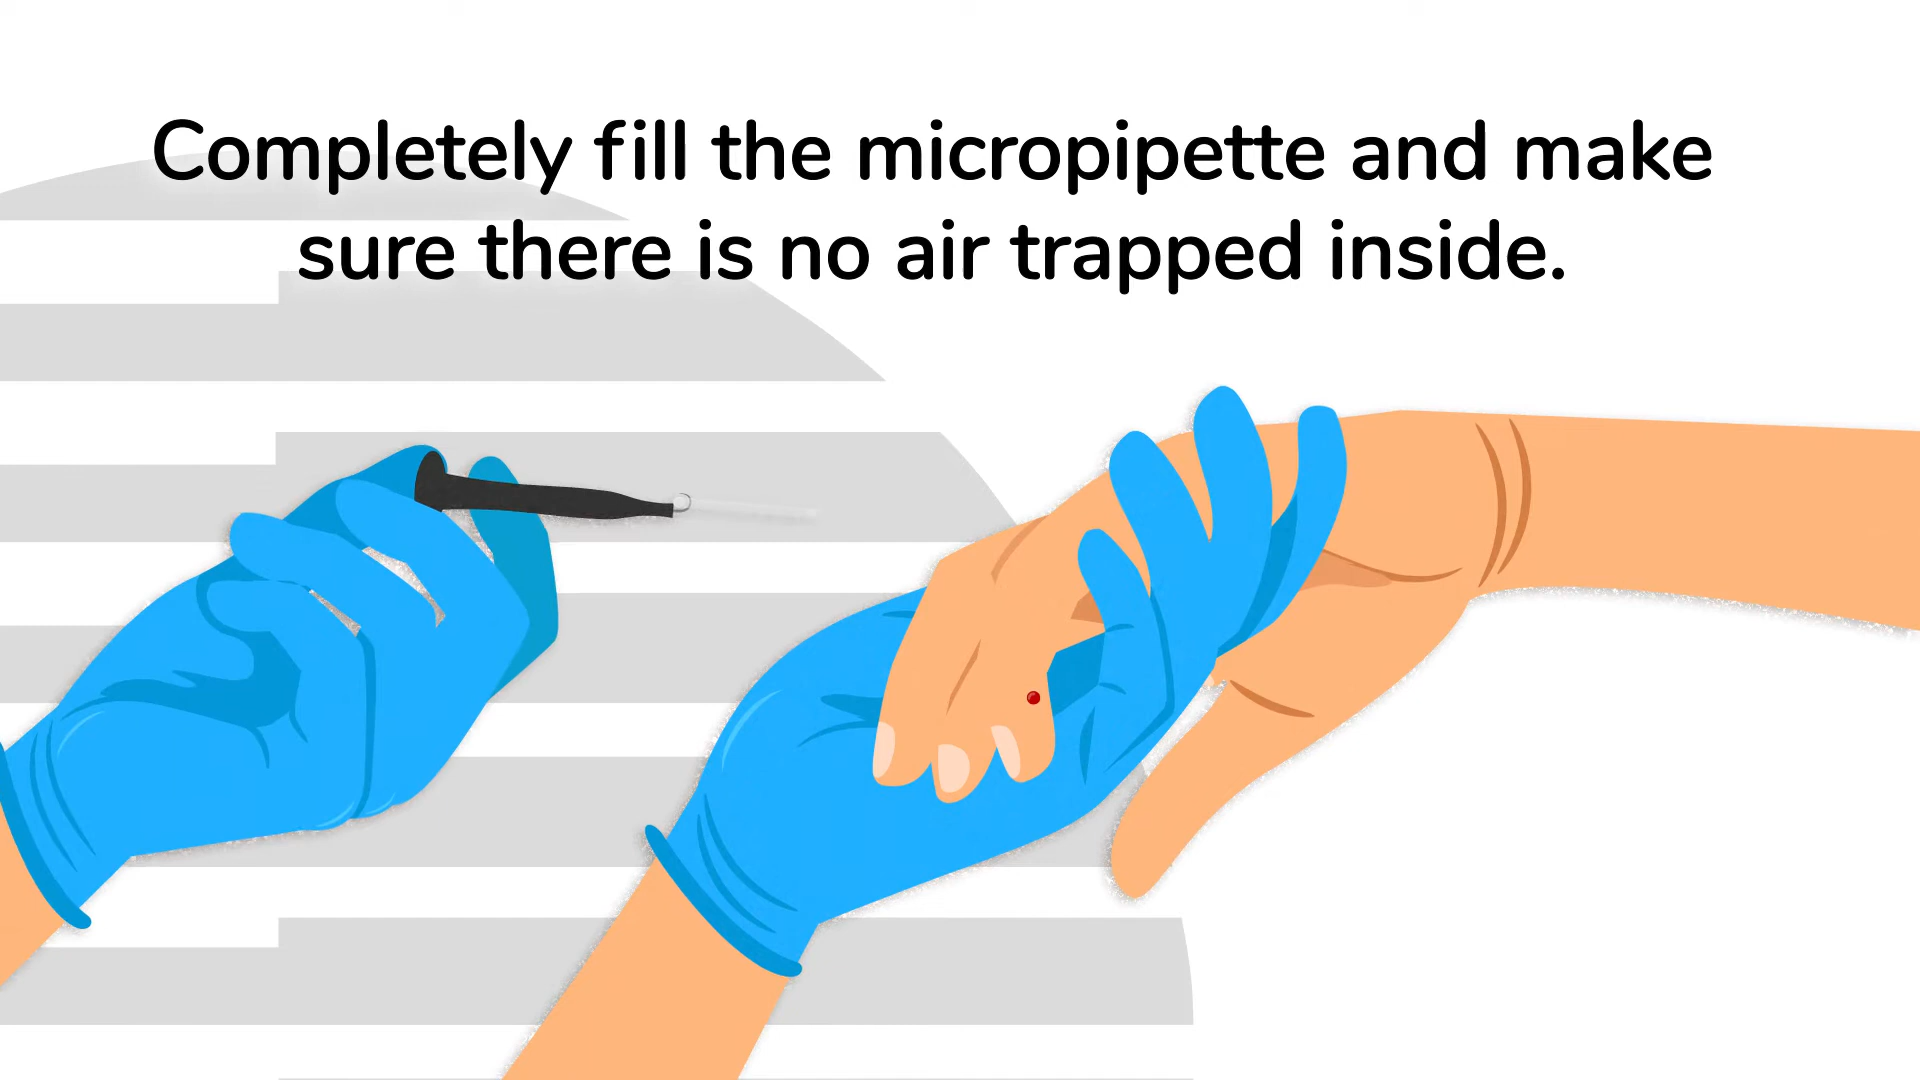 Completely fill the micropipette and make
sure there is no air trapped inside.